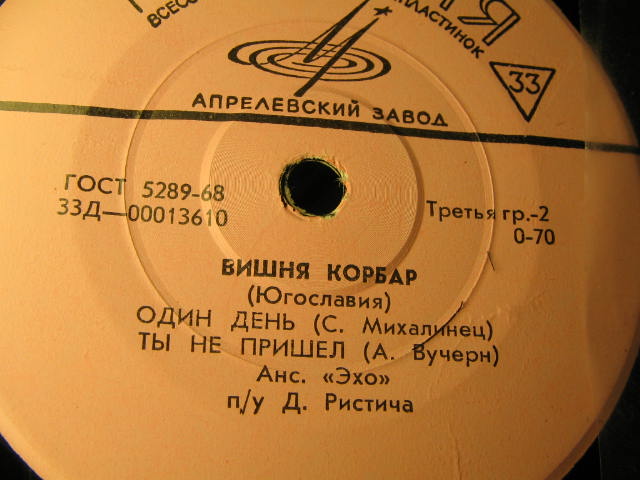 ПЛАСТИНОК
33
АПРЕЛЕВСКИЙ ЗАВОД
ГОСТ 5289-68
33Д—00013610
Третья гр.-2
0-70
ВИШНЯ КОРБАР
(Югославия)
ОДИН ДЕНЬ (С. Михалинец)
ТЫ НЕ ПРИШЕЛ (А. Вучерн)
Анс. «Эхо»
п/у Д. Ристича